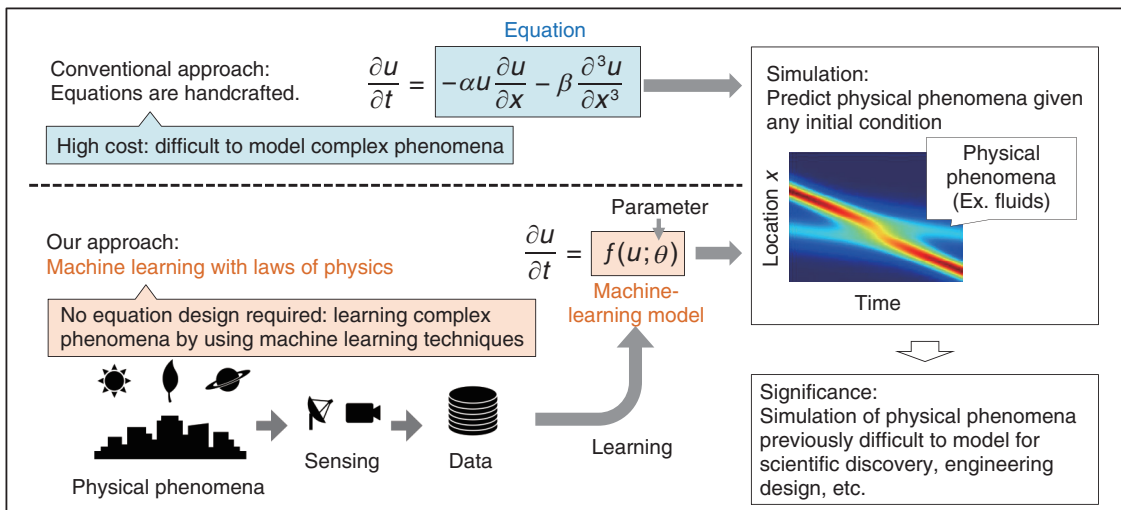 Equation
Conventional approach:
Equations are handcrafted.
∂u/∂t = −αu ∂u/∂x − β ∂³u/∂x³
High cost: difficult to model complex phenomena
Simulation:
Predict physical phenomena given
any initial condition
Physical
phenomena
(Ex. fluids)
Location x
Time
Our approach:
Machine learning with laws of physics
Parameter
∂u/∂t = f(u; θ)
Machine-
learning model
No equation design required: learning complex
phenomena by using machine learning techniques
Physical phenomena
Sensing
Data
Learning
Significance:
Simulation of physical phenomena
previously difficult to model for
scientific discovery, engineering
design, etc.